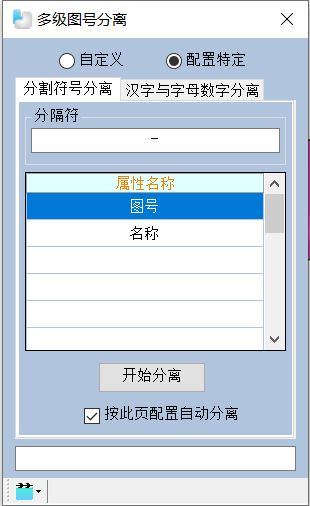 多级图号分离
自定义 配置特定
分割符号分离 汉字与字母数字分离
分隔符
–
属性名称
图号
名称
开始分离
按此页配置自动分离